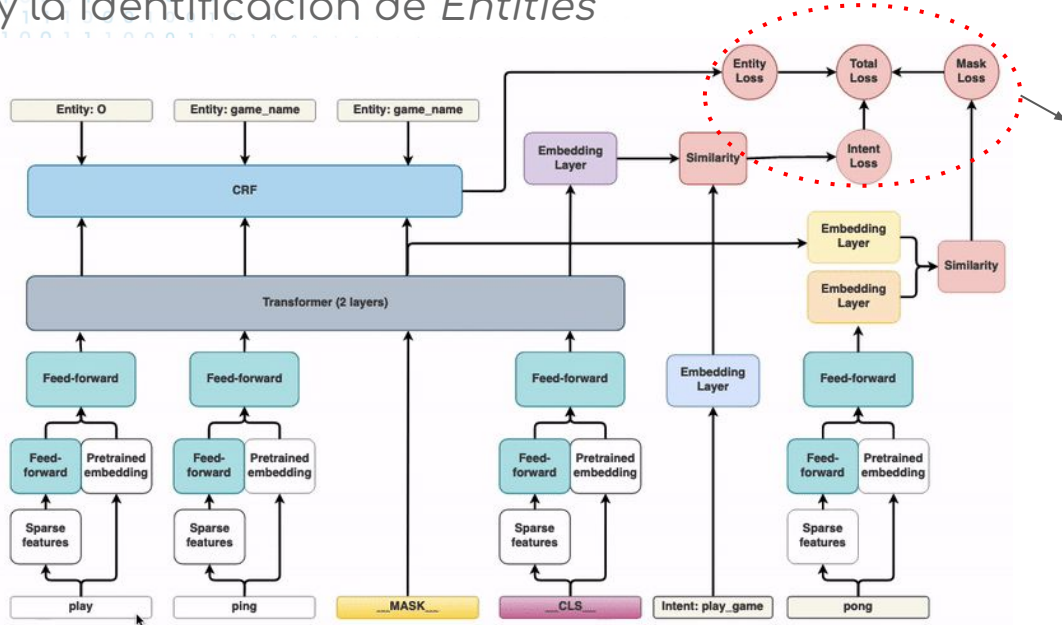 y la identificación de Entities
Entity: O
Entity: game_name
Entity: game_name
CRF
Entity
Loss
Total
Loss
Mask
Loss
Embedding
Layer
Similarity
Intent
Loss
Embedding
Layer
Embedding
Layer
Similarity
Transformer (2 layers)
Feed-forward
Feed-forward
Feed-forward
Embedding
Layer
Feed-forward
Feed-
forward
Pretrained
embedding
Feed-
forward
Pretrained
embedding
Feed-
forward
Pretrained
embedding
Feed-
forward
Pretrained
embedding
Sparse
features
Sparse
features
Sparse
features
Sparse
features
play
ping
__MASK__
__CLS__
Intent: play_game
pong